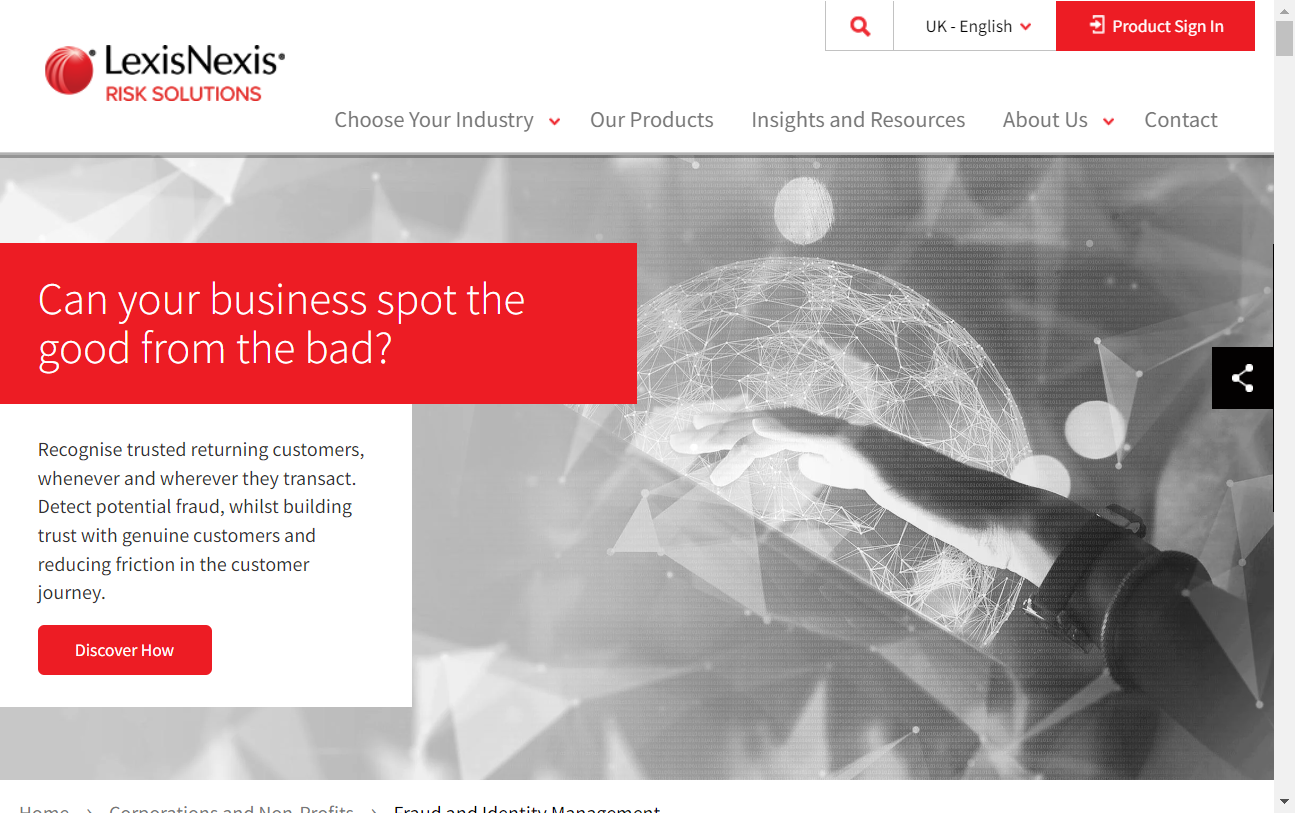 UK - English
Product Sign In
LexisNexis
RISK SOLUTIONS
Choose Your Industry
Our Products
Insights and Resources
About Us
Contact
Can your business spot the
good from the bad?
Recognise trusted returning customers,
whenever and wherever they transact.
Detect potential fraud, whilst building
trust with genuine customers and
reducing friction in the customer
journey.
Discover How
Home › Corporations and Non-Profits › Fraud and Identity Management